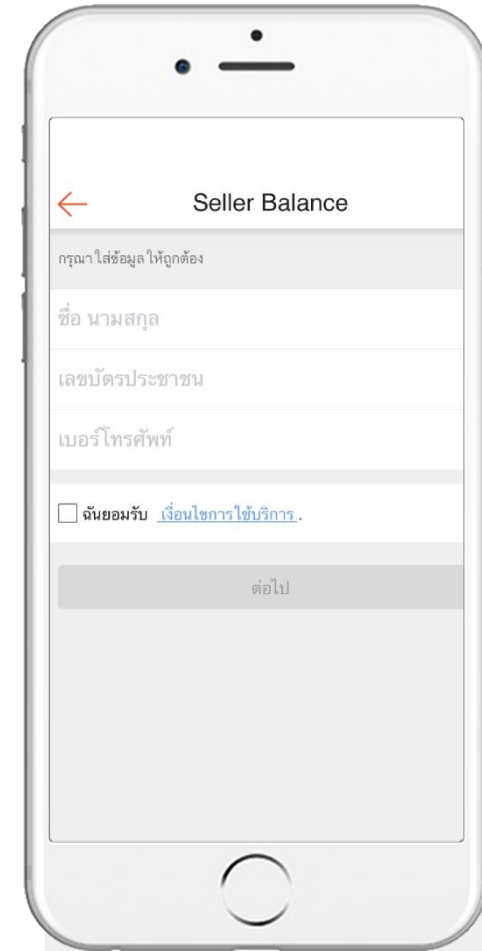 Seller Balance
กรุณาใส่ข้อมูลให้ถูกต้อง
ชื่อ นามสกุล
เลขบัตรประชาชน
เบอร์โทรศัพท์
ฉันยอมรับ เงื่อนไขการใช้บริการ .
ต่อไป